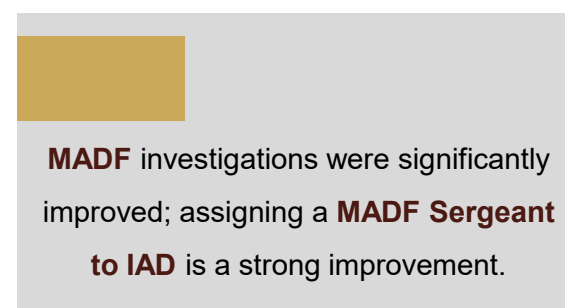 MADF investigations were significantly
improved; assigning a MADF Sergeant
to IAD is a strong improvement.